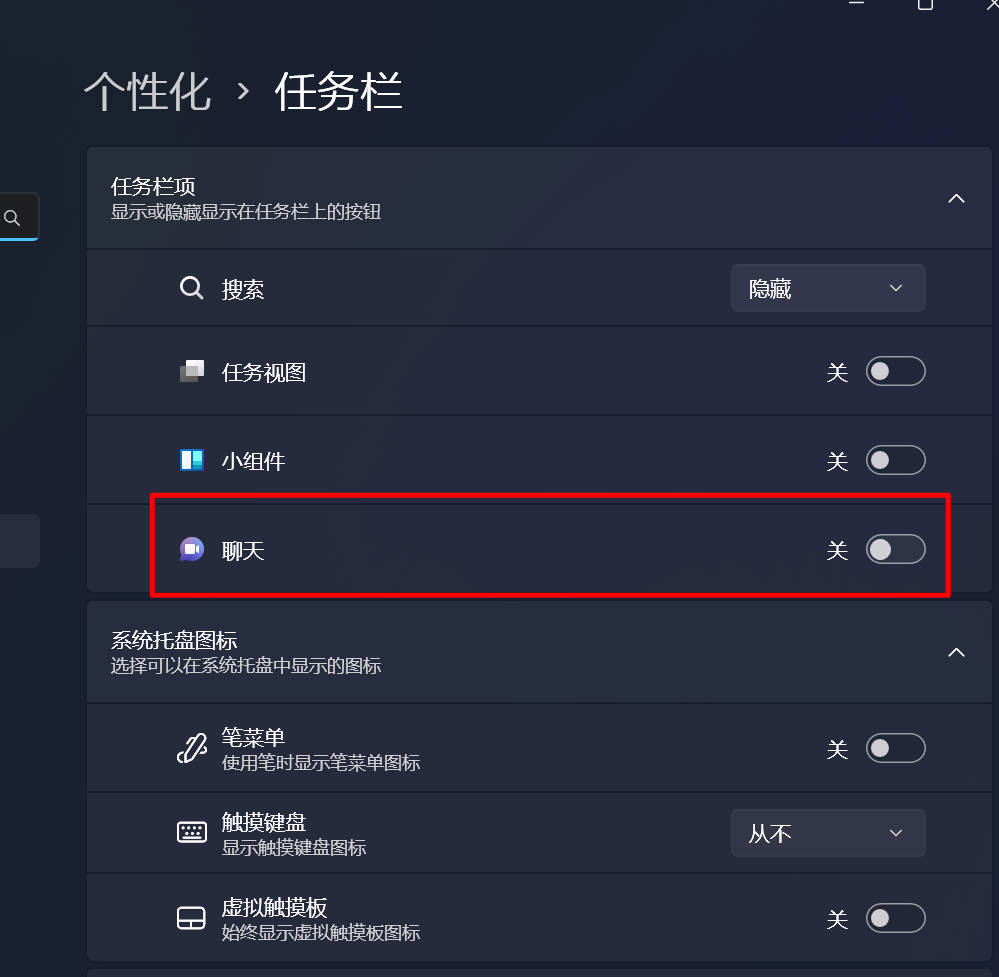 个性化 › 任务栏
任务栏项
显示或隐藏显示在任务栏上的按钮
搜索 隐藏
任务视图 关
小组件 关
聊天 关
系统托盘图标
选择可以在系统托盘中显示的图标
笔菜单
使用笔时显示笔菜单图标 关
触摸键盘
显示触摸键盘图标 从不
虚拟触摸板
始终显示虚拟触摸板图标 关